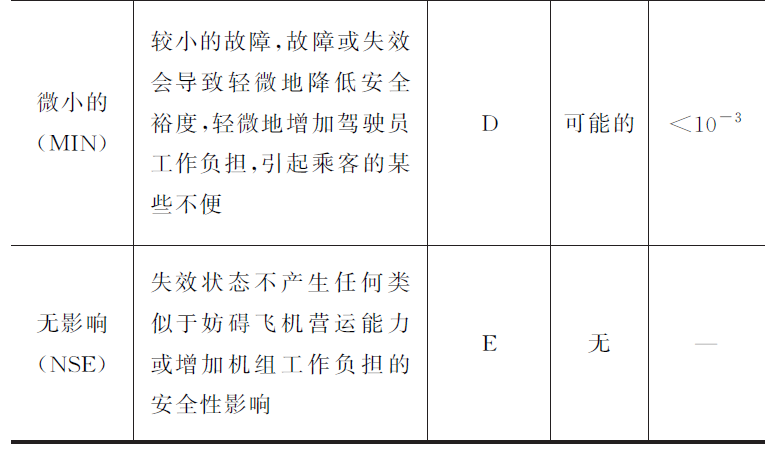 微小的
（MIN）
较小的故障,故障或失效
会导致轻微地降低安全
裕度,轻微地增加驾驶员
工作负担,引起乘客的某
些不便
D
可能的
＜10⁻³
无影响
（NSE）
失效状态不产生任何类
似于妨碍飞机营运能力
或增加机组工作负担的
安全性影响
E
无
—